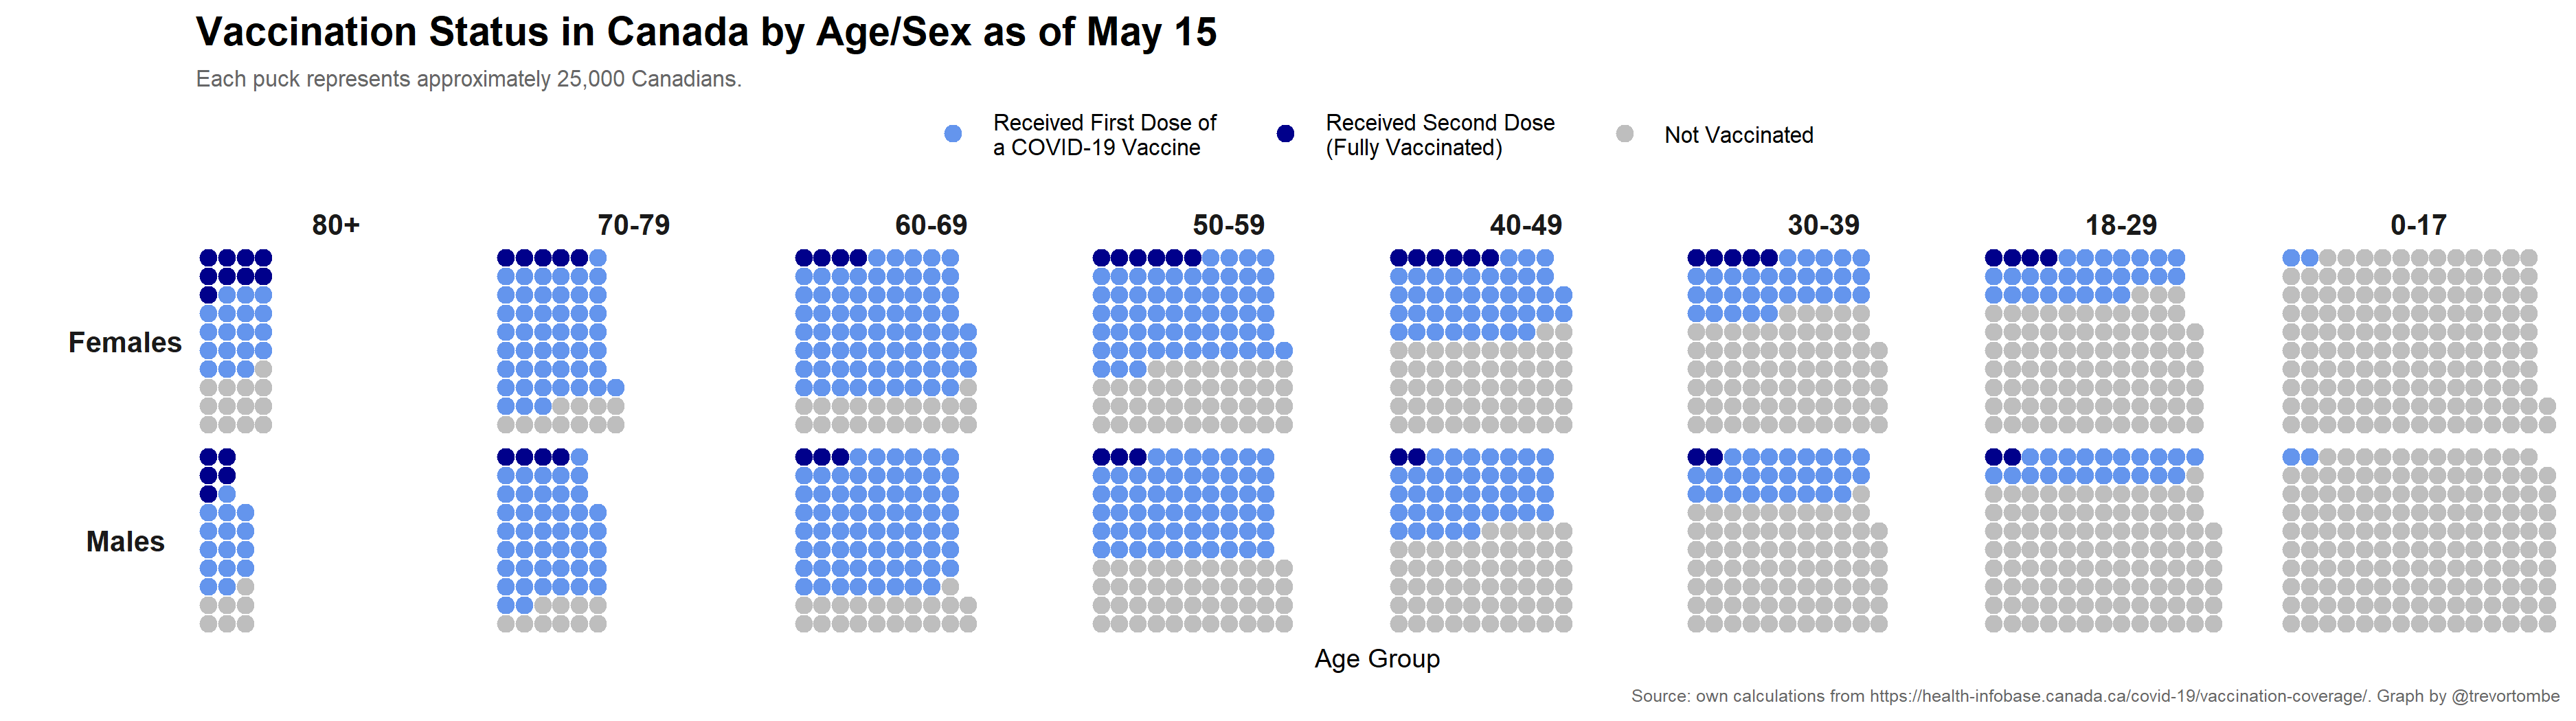 Vaccination Status in Canada by Age/Sex as of May 15
Each puck represents approximately 25,000 Canadians.
Received First Dose of
a COVID-19 Vaccine
Received Second Dose
(Fully Vaccinated)
Not Vaccinated
80+ 70-79 60-69 50-59 40-49 30-39 18-29 0-17
Females
Males
Age Group
Source: own calculations from https://health-infobase.canada.ca/covid-19/vaccination-coverage/. Graph by @trevortombe